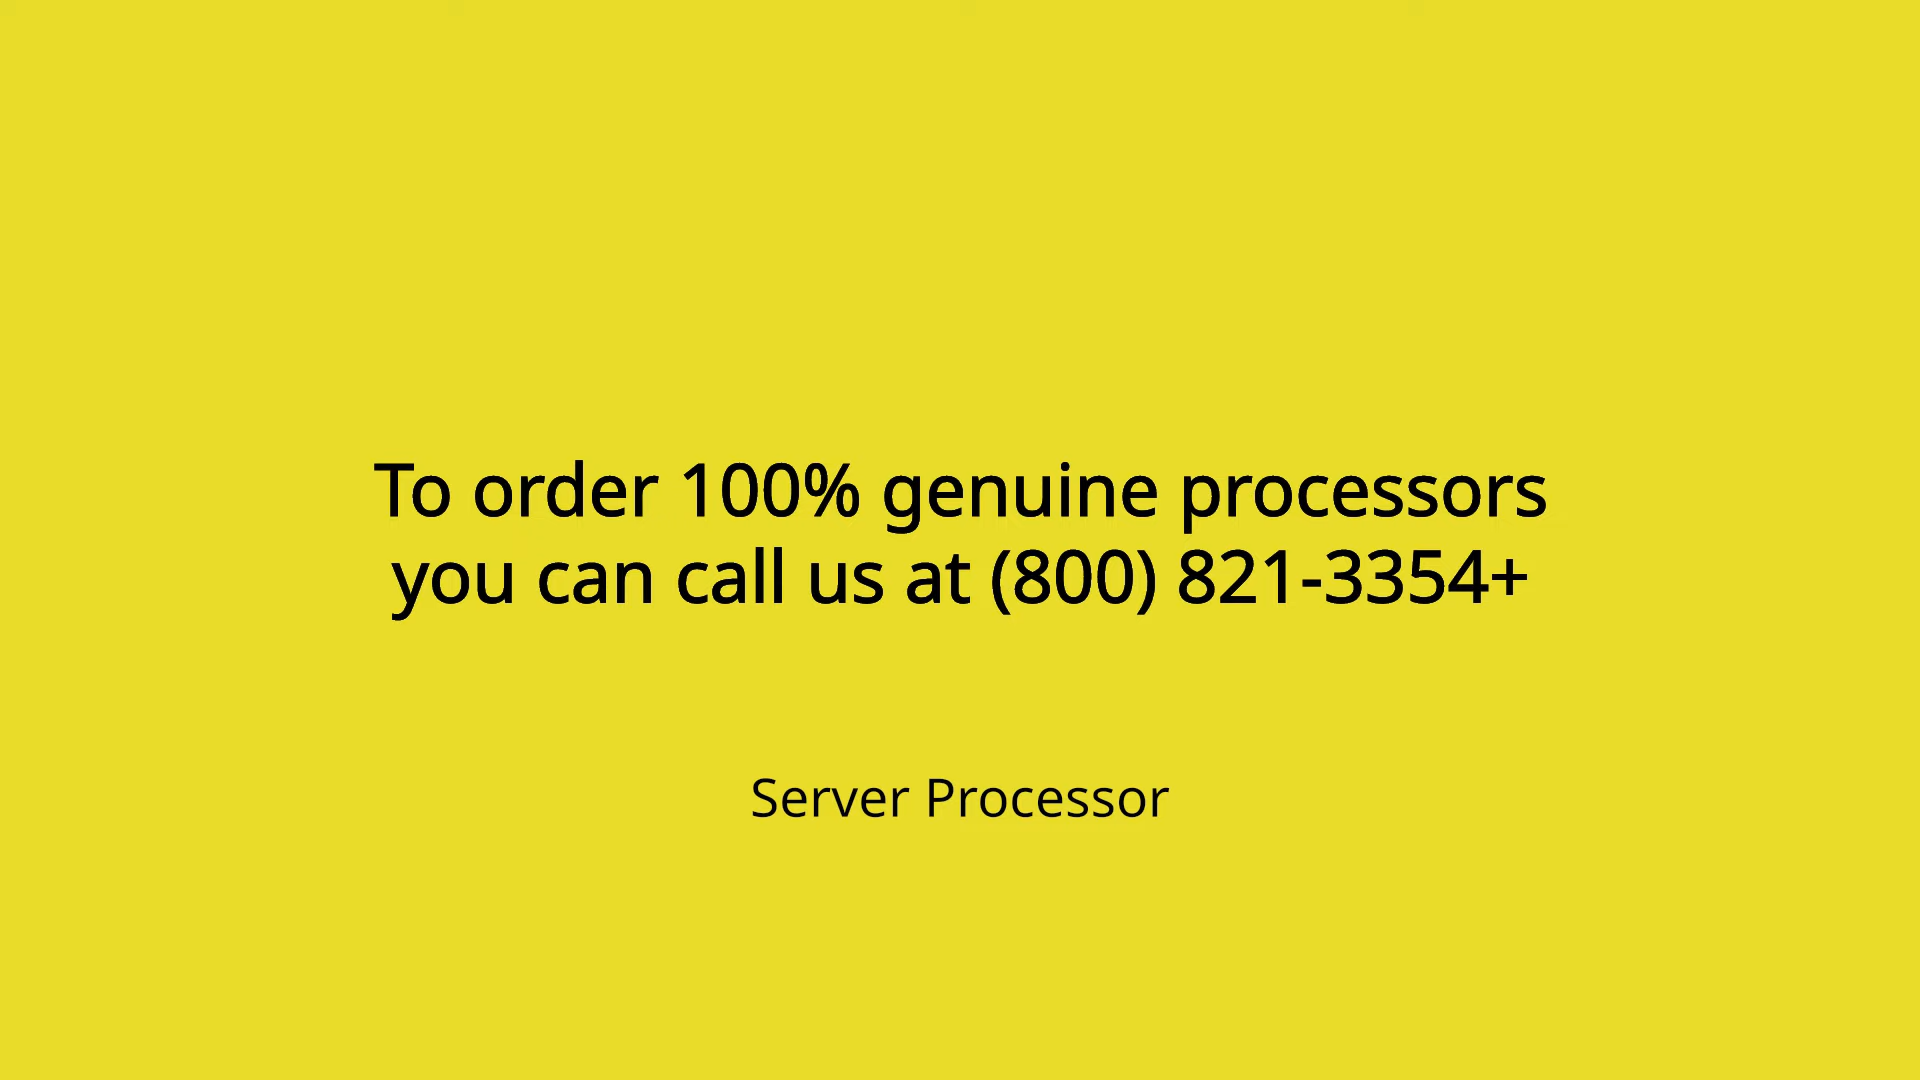 To order 100% genuine processors
you can call us at (800) 821-3354+
Server Processor